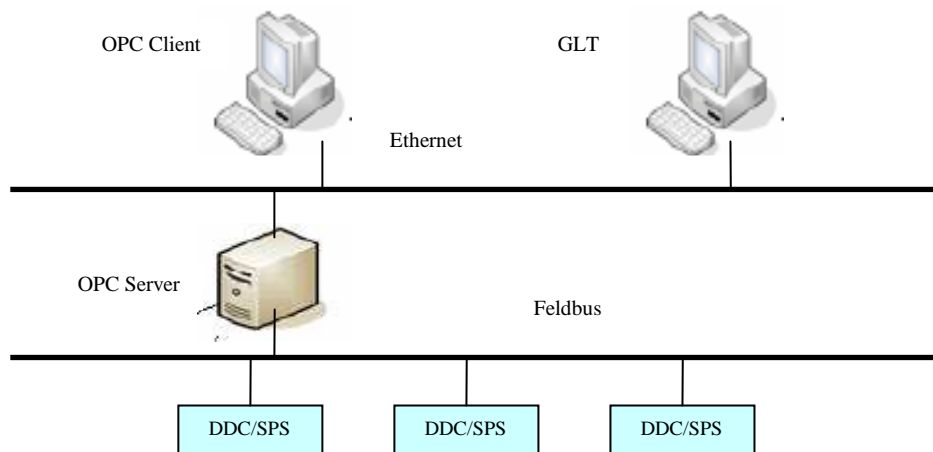 OPC Client
GLT
Ethernet
OPC Server
Feldbus
DDC/SPS
DDC/SPS
DDC/SPS